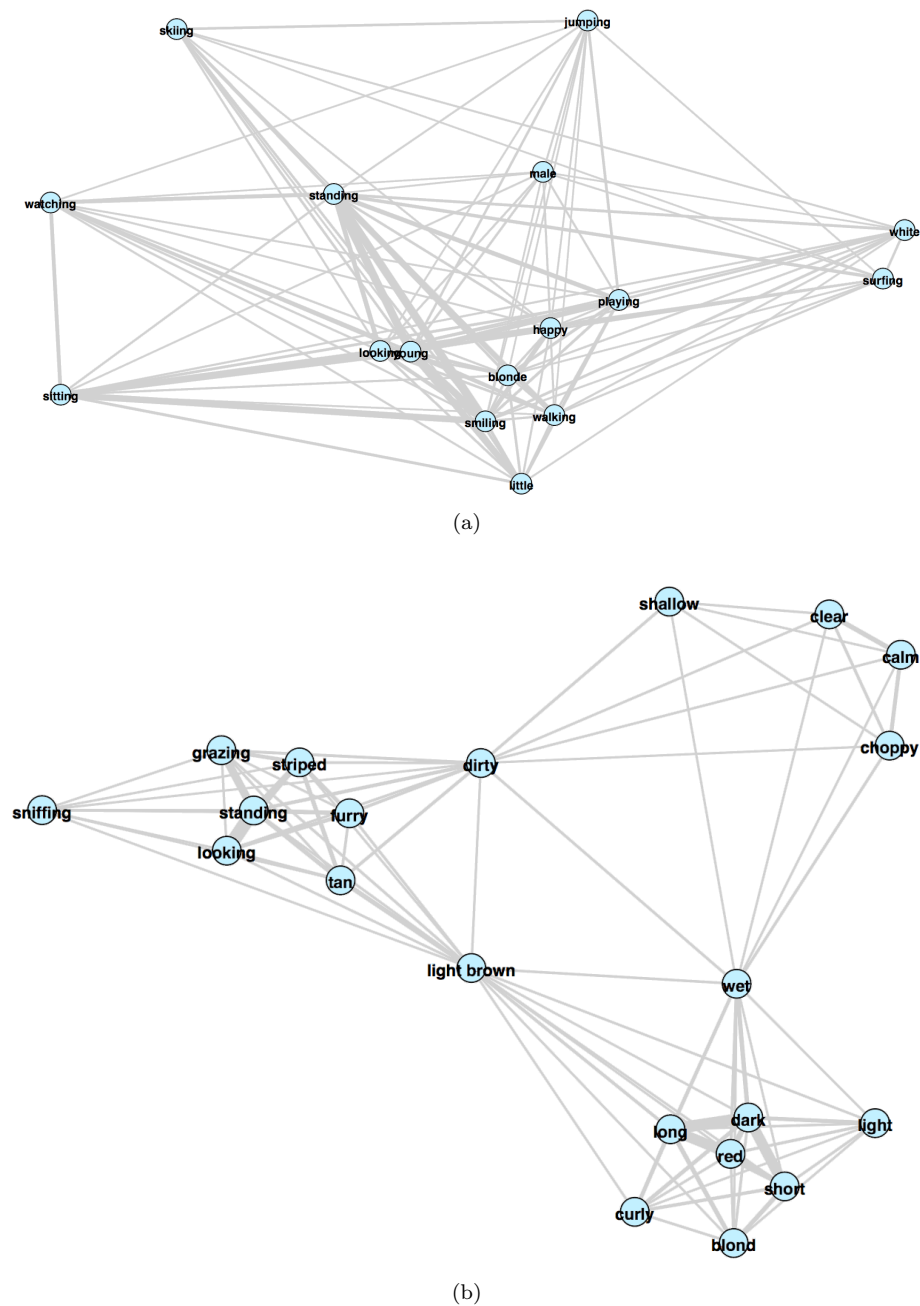 skiing
jumping
male
standing
watching
white
surfing
playing
happy
looking
young
blonde
sitting
smiling
walking
little
(a)
shallow
clear
calm
choppy
grazing
striped
dirty
sniffing
standing
furry
looking
tan
light brown
wet
dark
long
light
red
short
curly
blond
(b)